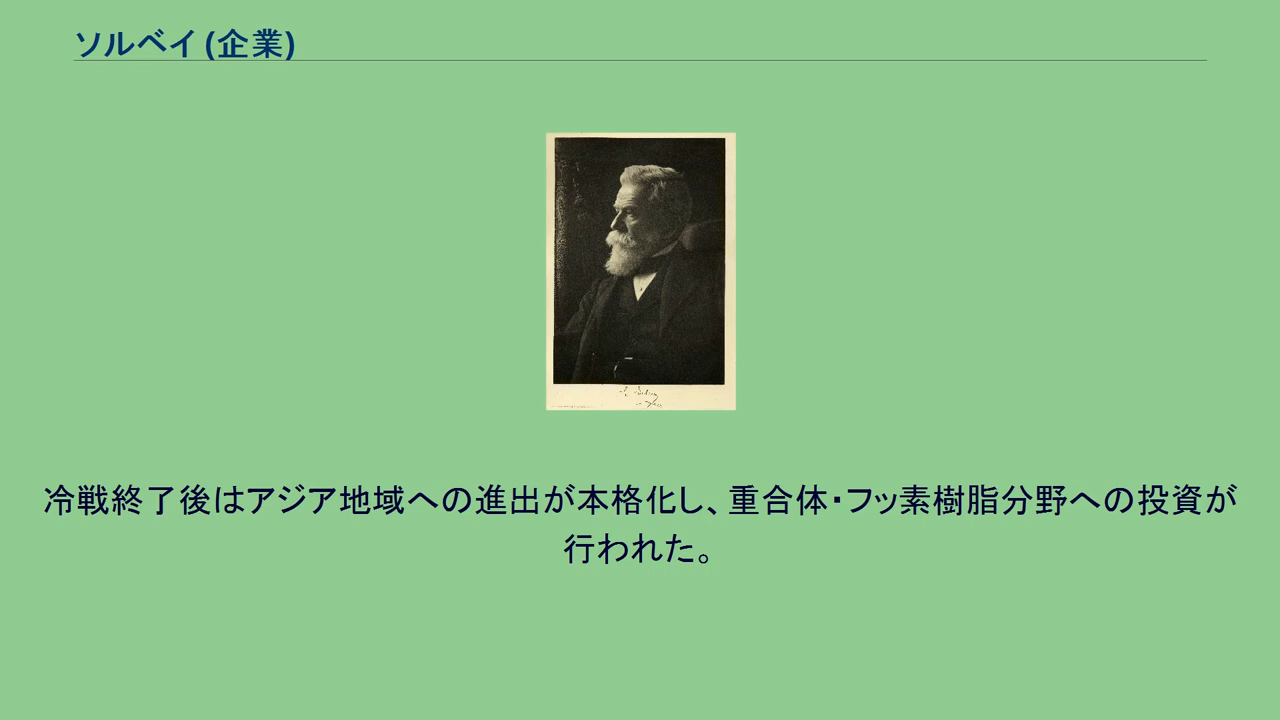 ソルベイ (企業)
冷戦終了後はアジア地域への進出が本格化し、重合体・フッ素樹脂分野への投資が
行われた。